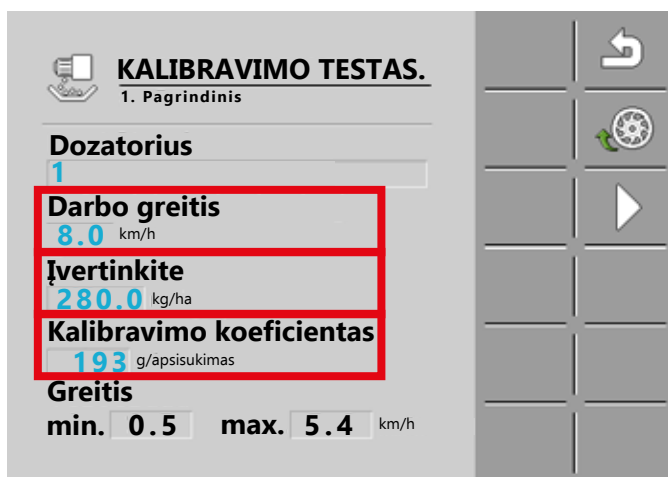 KALIBRAVIMO TESTAS.
1. Pagrindinis
Dozatorius
1
Darbo greitis
8.0 km/h
Įvertinkite
280.0 kg/ha
Kalibravimo koeficientas
193 g/apsisukimas
Greitis
min. 0.5 max. 5.4 km/h